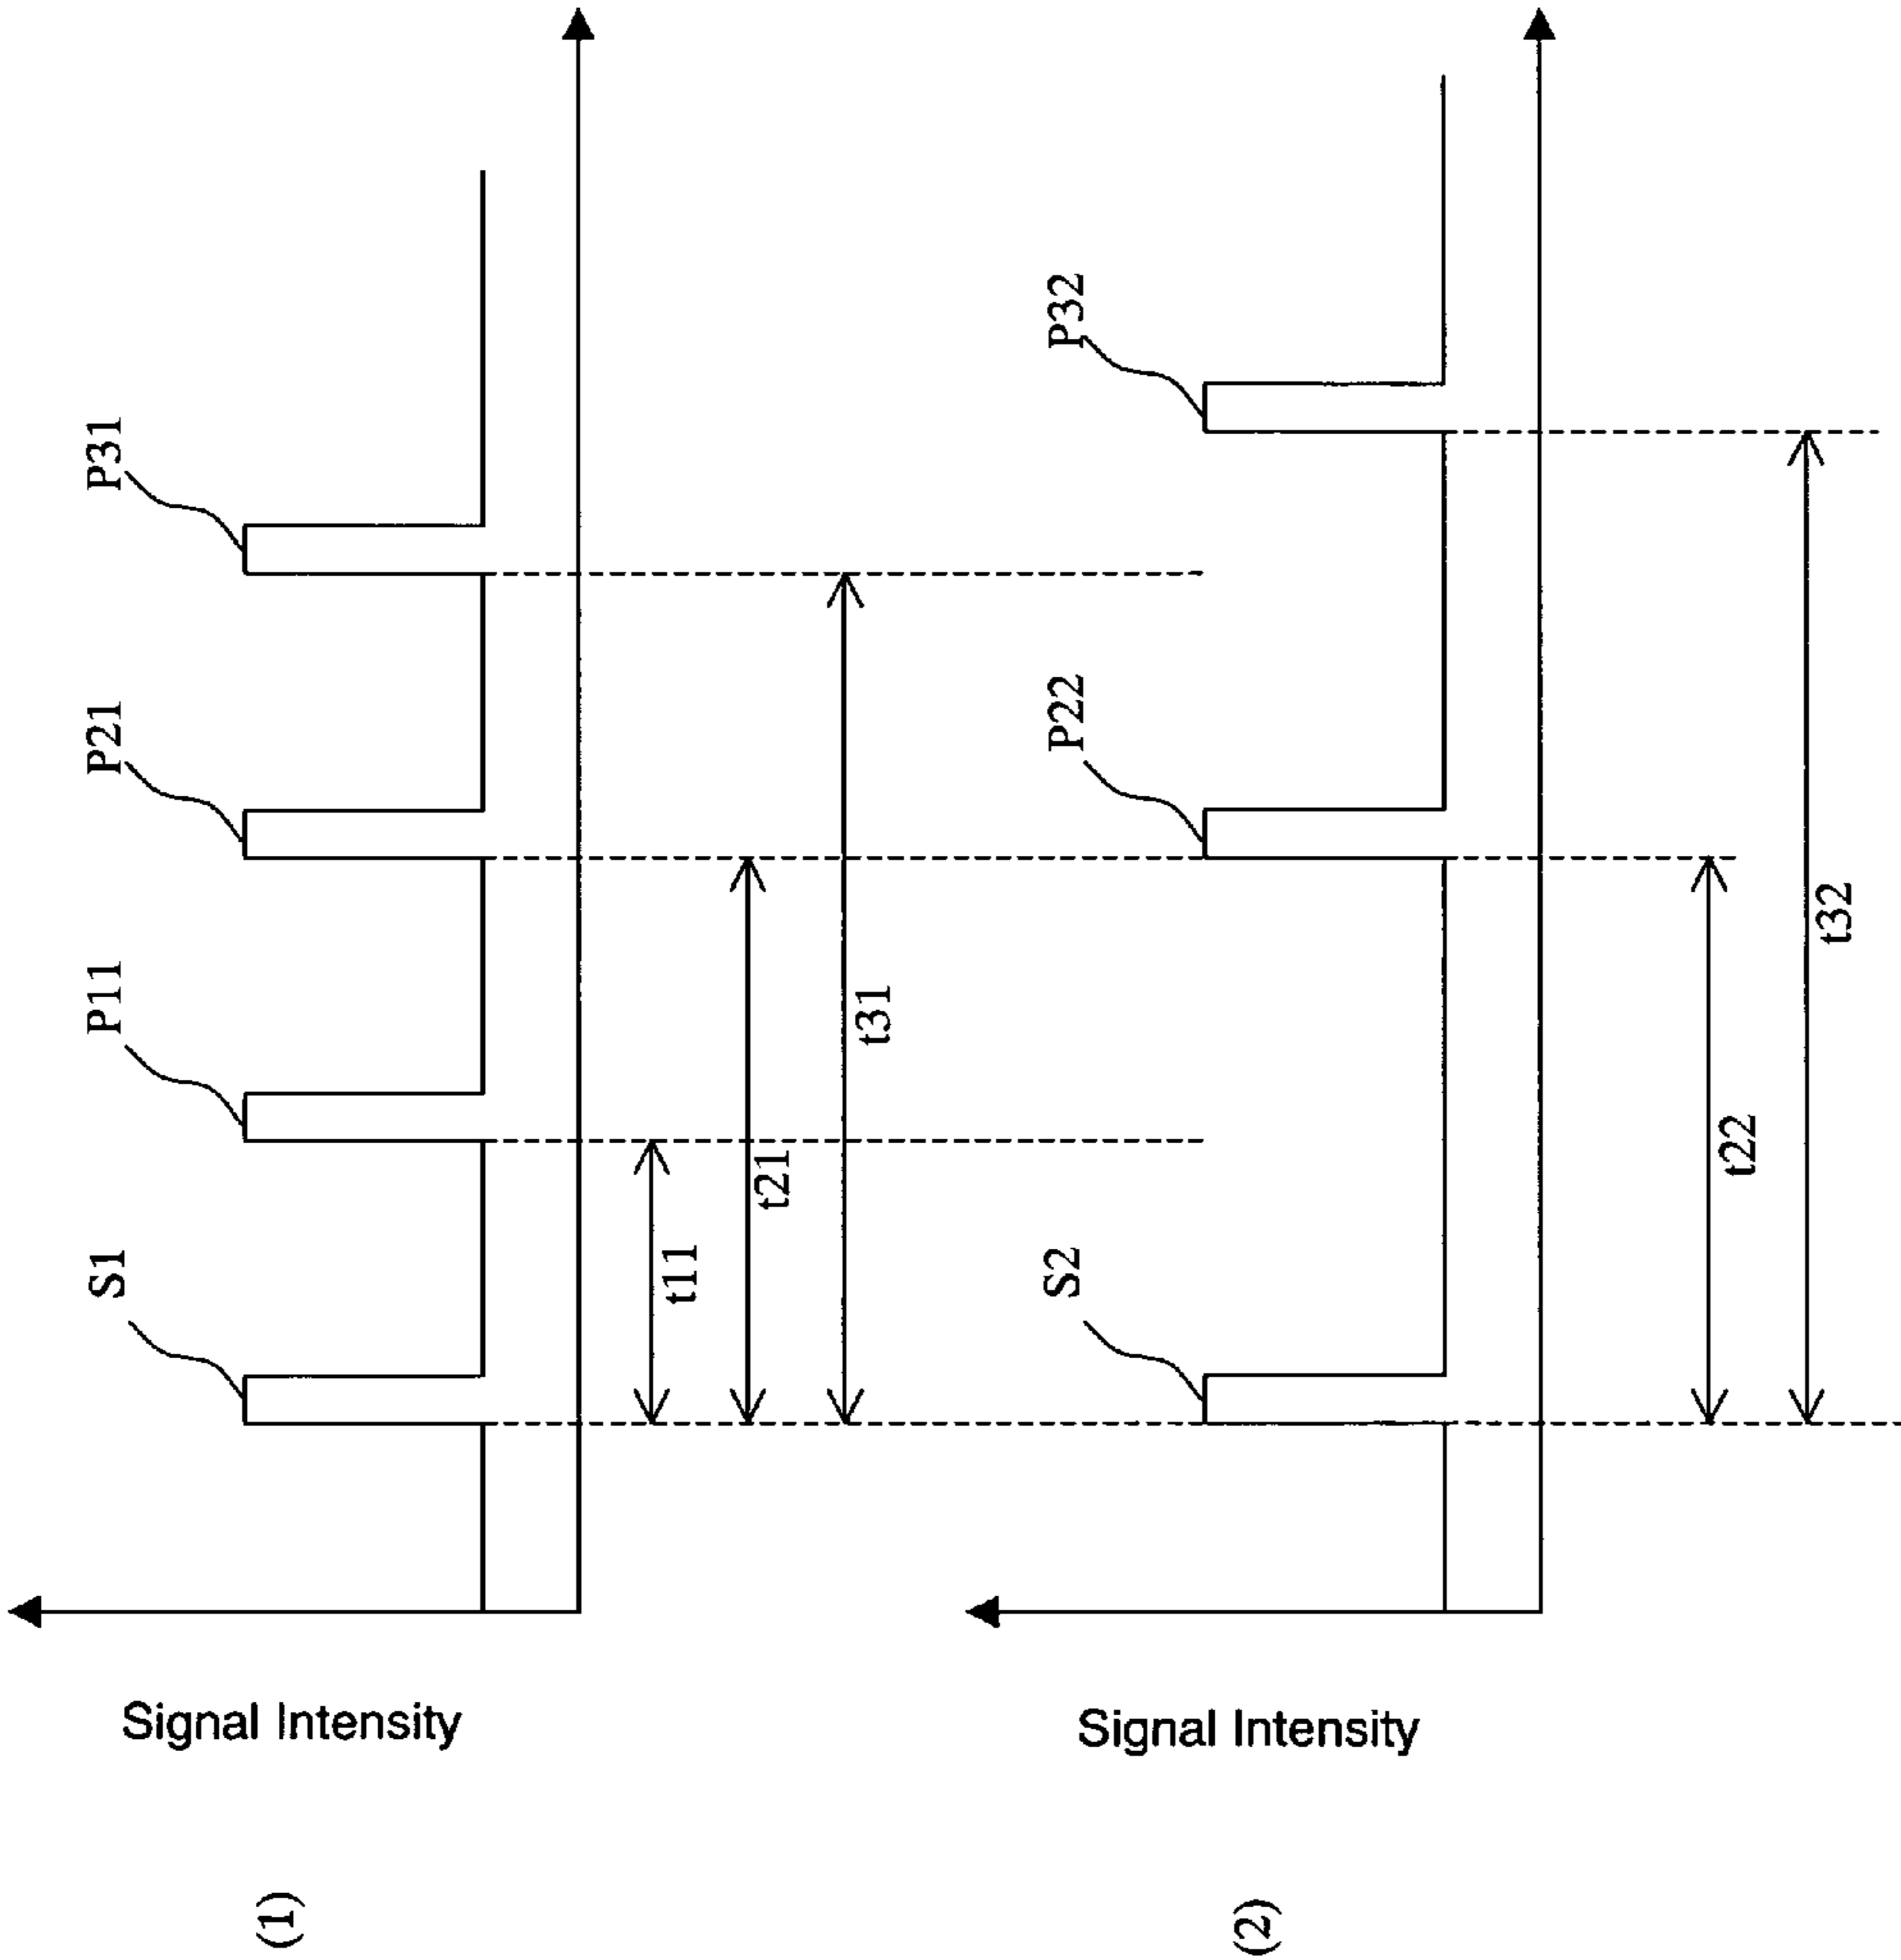 (1)
Signal Intensity
S1
P11
P21
P31
t11
t21
t31
(2)
Signal Intensity
S2
P22
P32
t22
t32